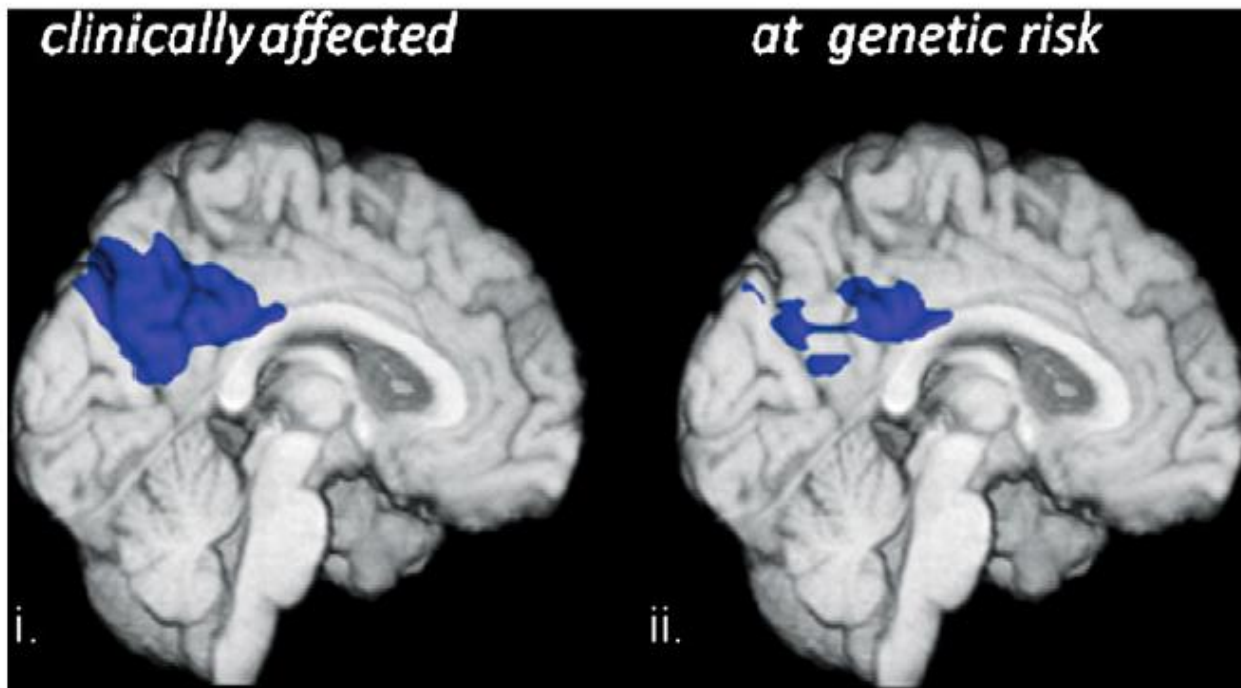 clinically affected
at genetic risk
i.
ii.